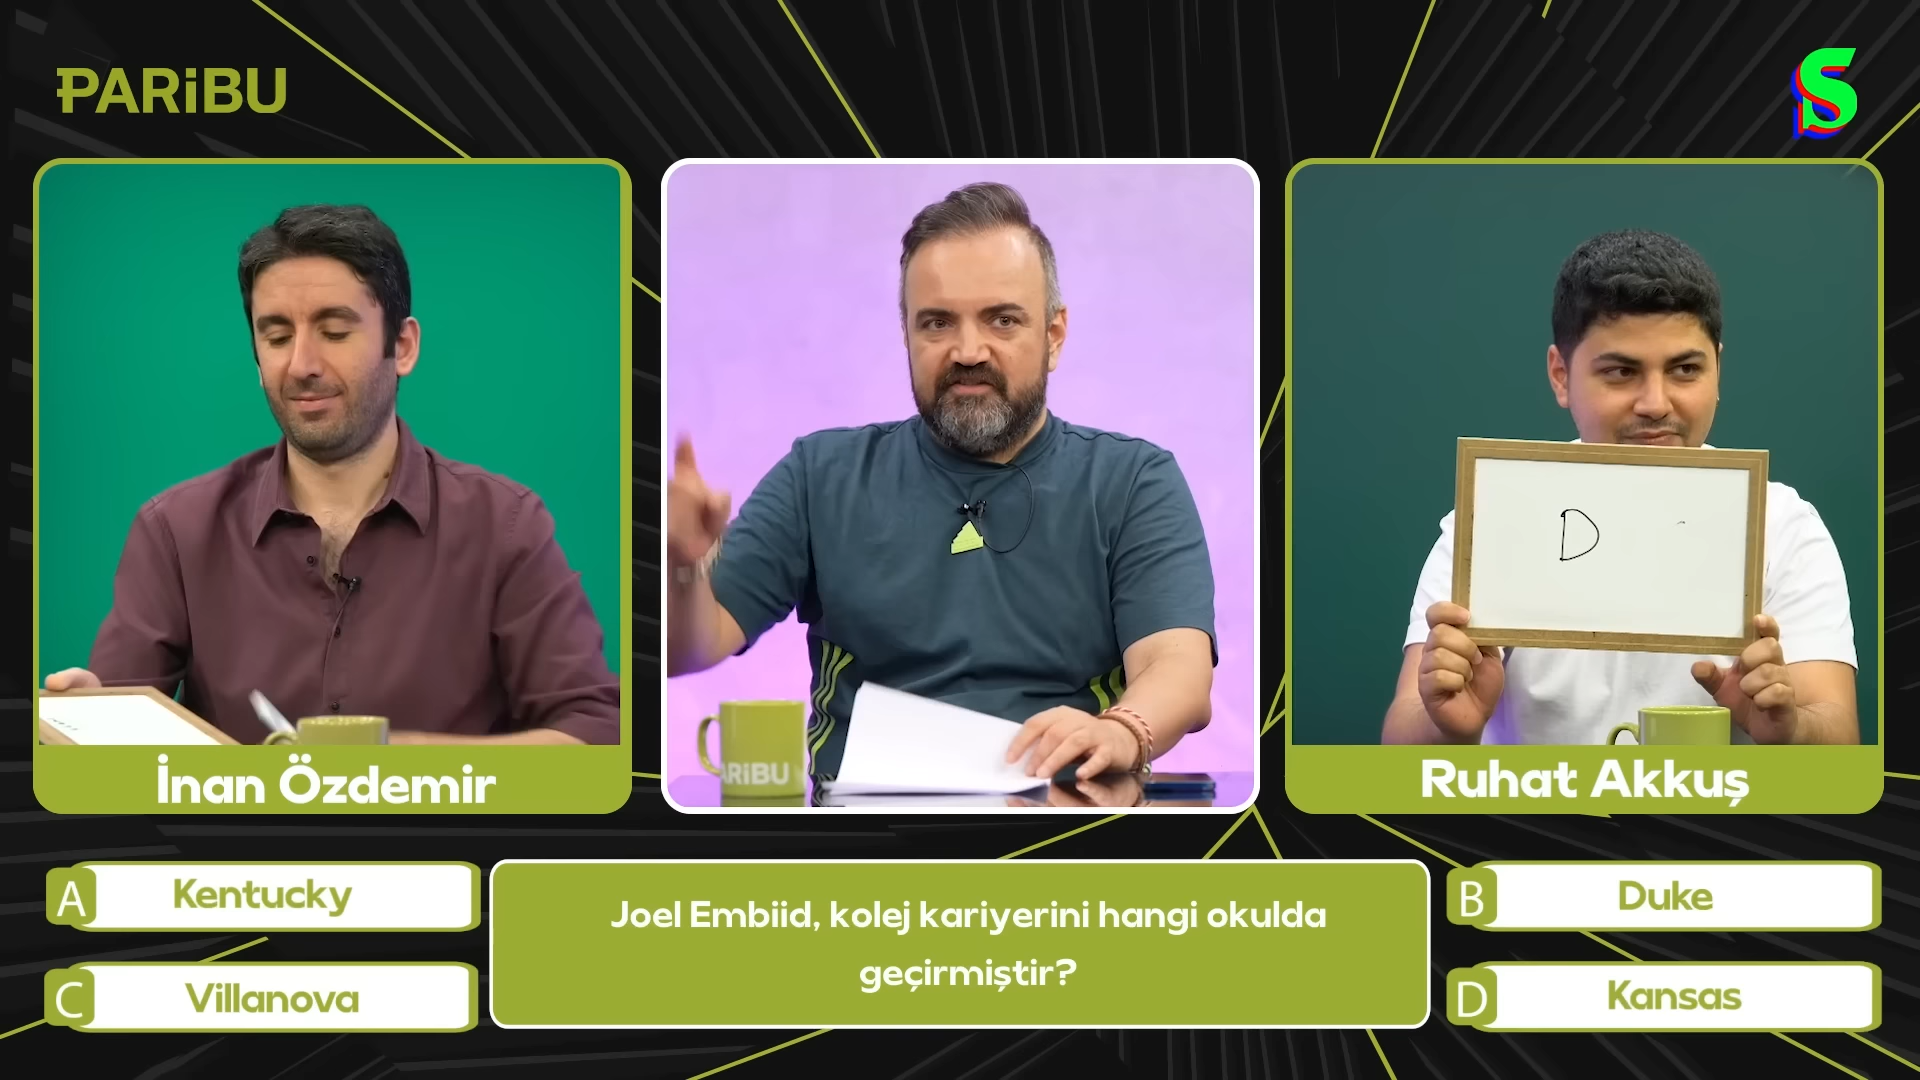 PARiBU
S
D
ARiBU
İnan Özdemir
Ruhat Akkuş
A Kentucky
Joel Embiid, kolej kariyerini hangi okulda
geçirmiştir?
B Duke
C Villanova
D Kansas